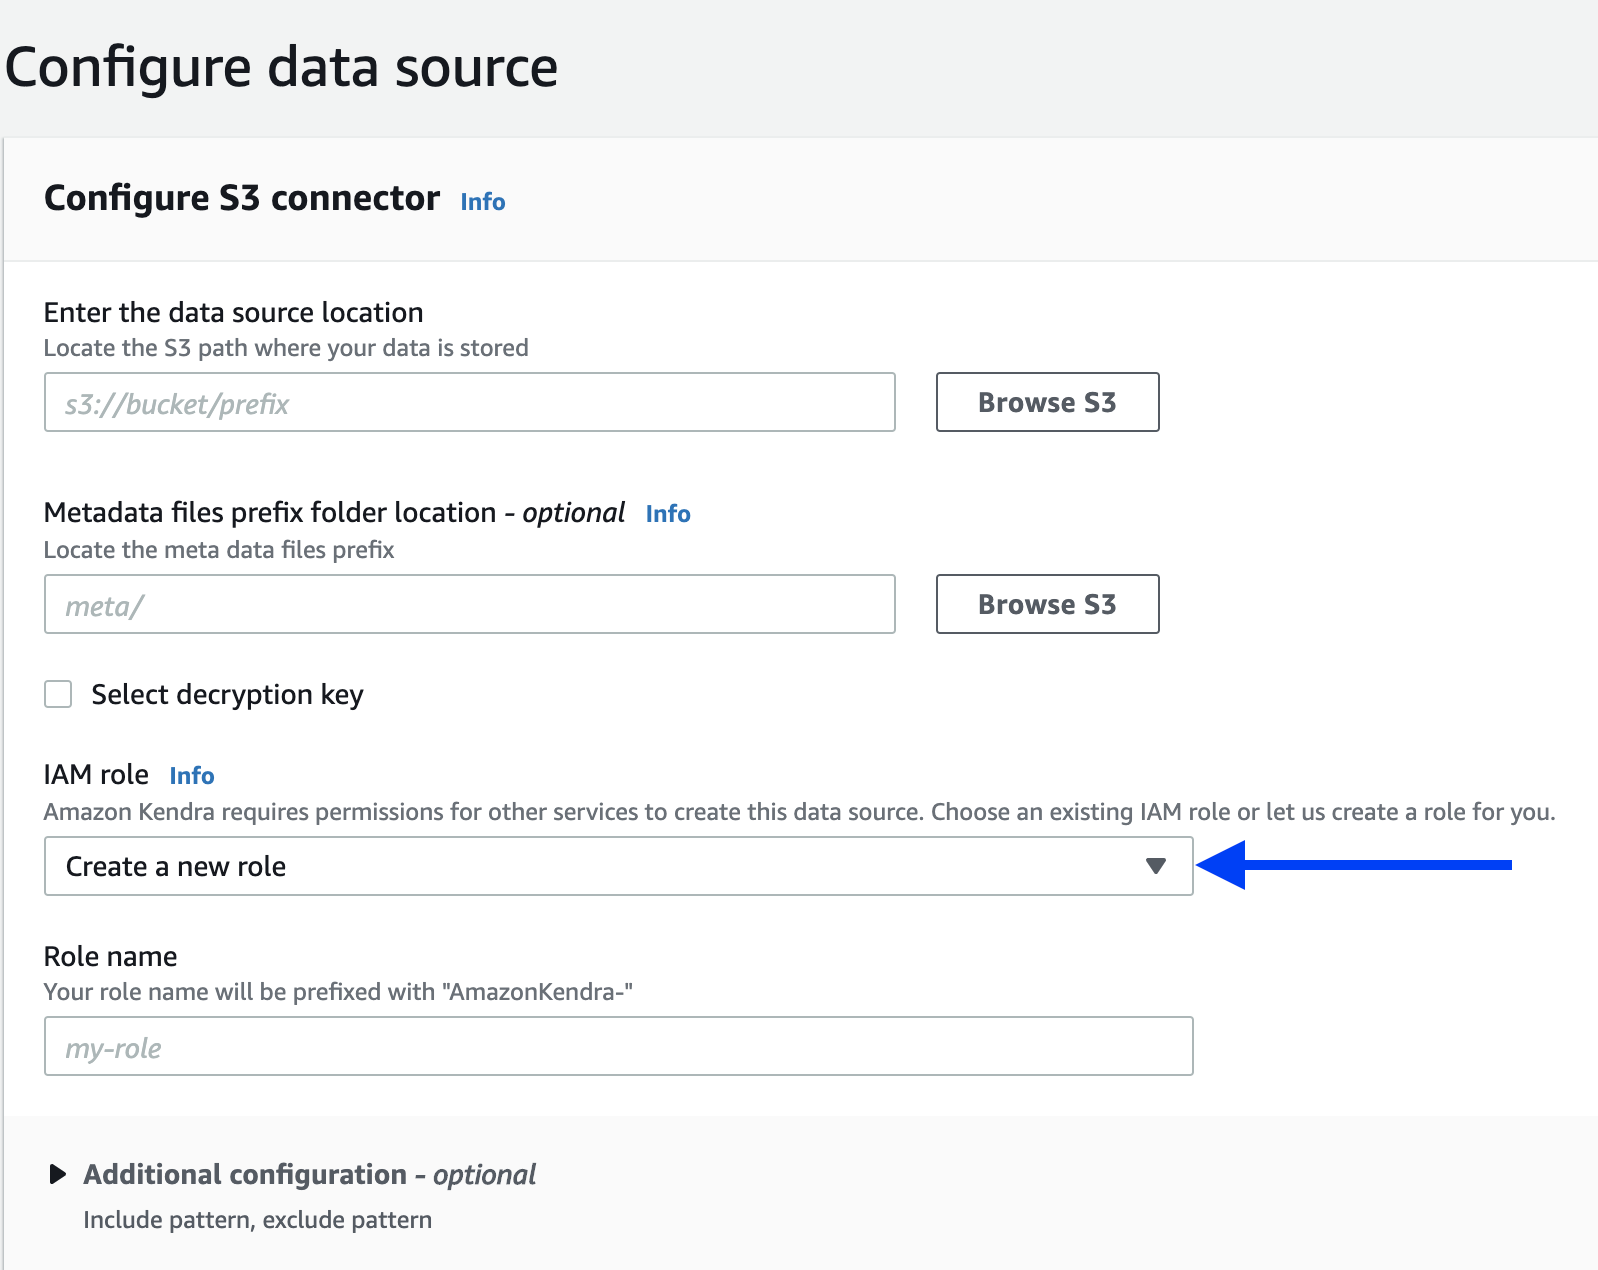 Configure data source
Configure S3 connector Info
Enter the data source location
Locate the S3 path where your data is stored
s3://bucket/prefix Browse S3
Metadata files prefix folder location - optional Info
Locate the meta data files prefix
meta/ Browse S3
Select decryption key
IAM role Info
Amazon Kendra requires permissions for other services to create this data source. Choose an existing IAM role or let us create a role for you.
Create a new role
Role name
Your role name will be prefixed with "AmazonKendra-"
my-role
Additional configuration - optional
Include pattern, exclude pattern